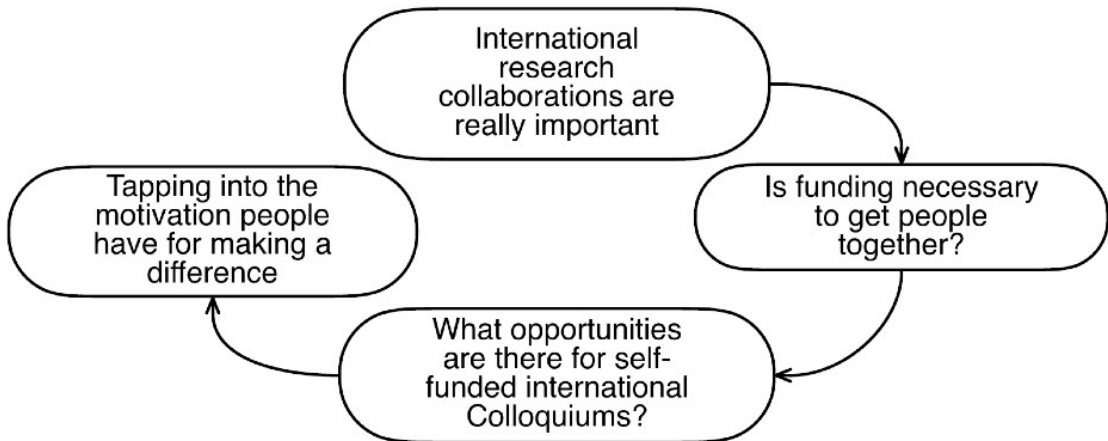 International
research
collaborations are
really important
Is funding necessary
to get people
together?
What opportunities
are there for self-
funded international
Colloquiums?
Tapping into the
motivation people
have for making a
difference